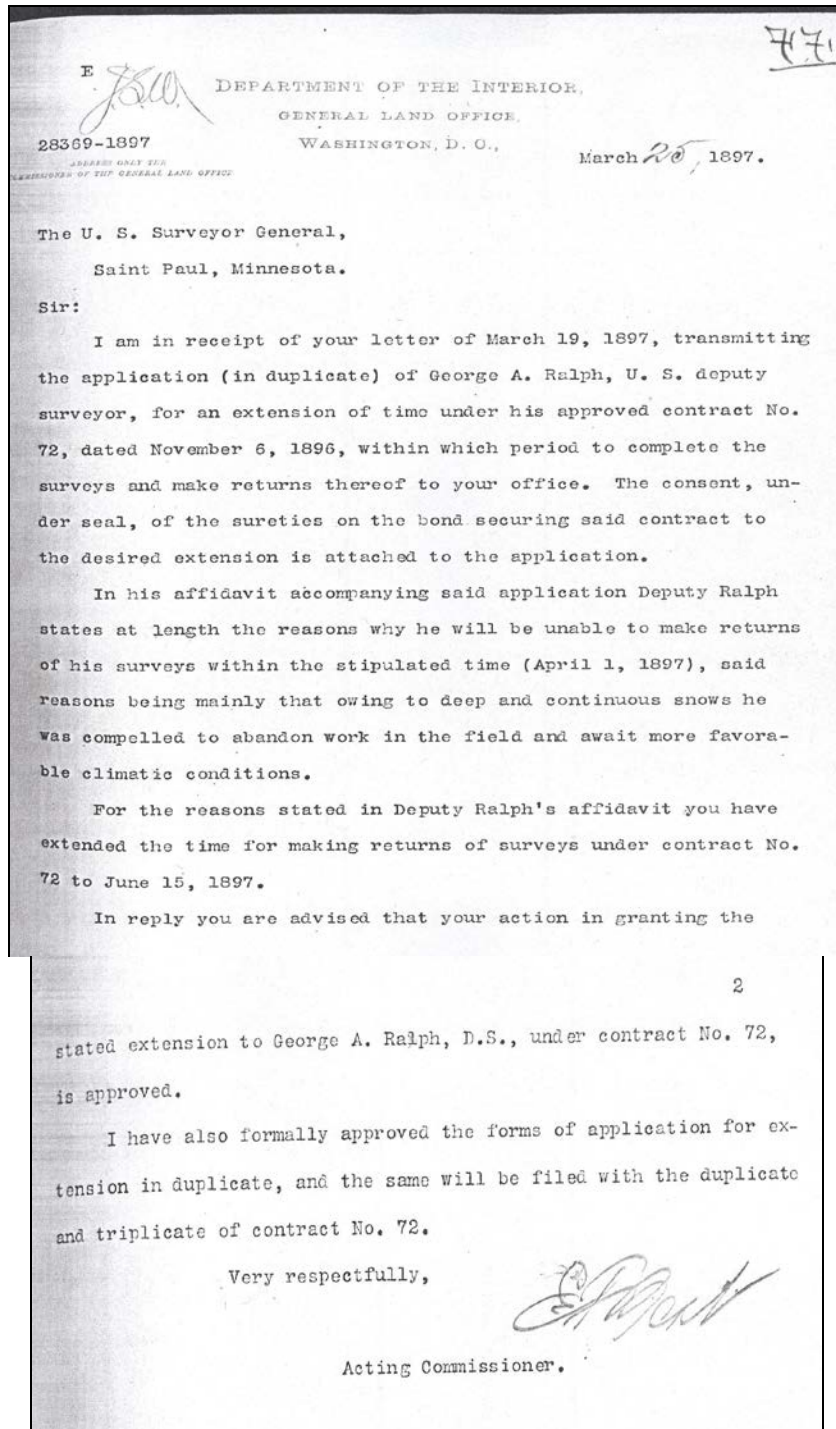 77
E
J.S.W.
DEPARTMENT OF THE INTERIOR,
GENERAL LAND OFFICE,
28369-1897
WASHINGTON, D. C.,
ADDRESS ONLY THE
COMMISSIONER OF THE GENERAL LAND OFFICE
March 25, 1897.
The U. S. Surveyor General,
Saint Paul, Minnesota.
Sir:
I am in receipt of your letter of March 19, 1897, transmitting
the application (in duplicate) of George A. Ralph, U. S. deputy
surveyor, for an extension of time under his approved contract No.
72, dated November 6, 1896, within which period to complete the
surveys and make returns thereof to your office. The consent, un-
der seal, of the sureties on the bond securing said contract to
the desired extension is attached to the application.
In his affidavit accompanying said application Deputy Ralph
states at length the reasons why he will be unable to make returns
of his surveys within the stipulated time (April 1, 1897), said
reasons being mainly that owing to deep and continuous snows he
was compelled to abandon work in the field and await more favora-
ble climatic conditions.
For the reasons stated in Deputy Ralph's affidavit you have
extended the time for making returns of surveys under contract No.
72 to June 15, 1897.
In reply you are advised that your action in granting the
2
stated extension to George A. Ralph, D.S., under contract No. 72,
is approved.
I have also formally approved the forms of application for ex-
tension in duplicate, and the same will be filed with the duplicate
and triplicate of contract No. 72.
Very respectfully,
Acting Commissioner.